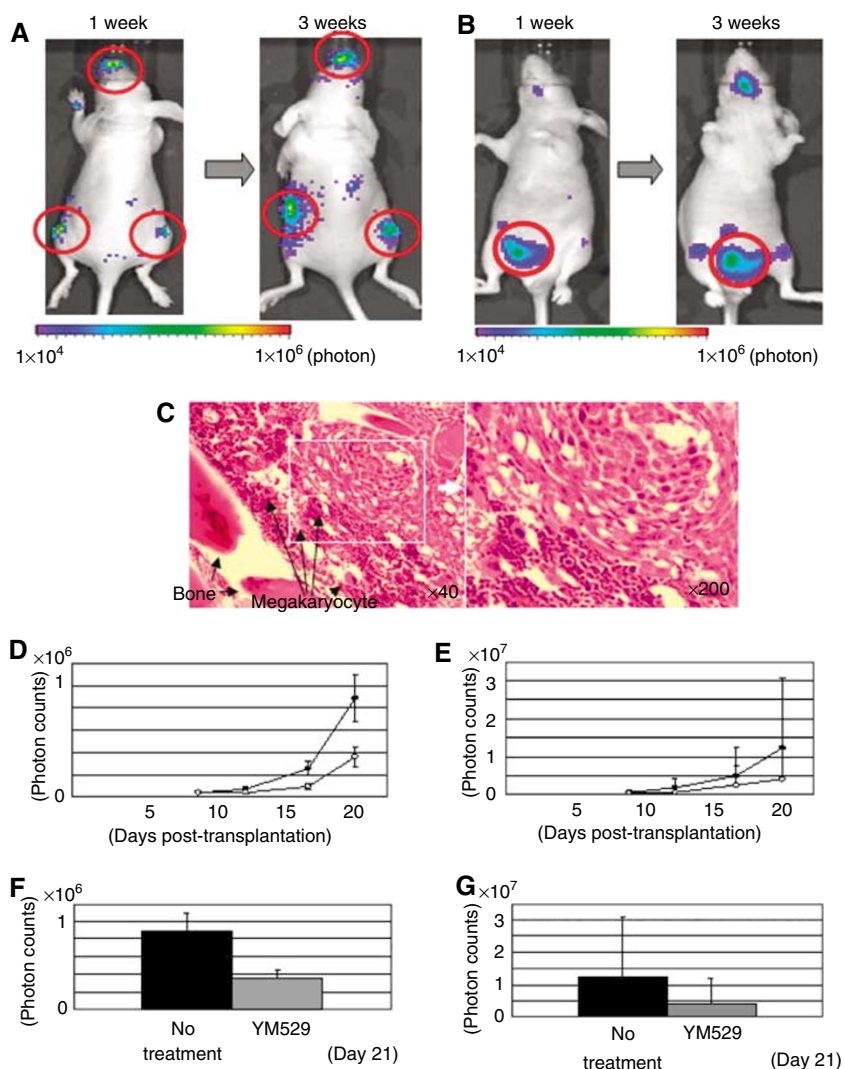 A
1 week
3 weeks
B
1 week
3 weeks
1×10⁴
1×10⁶ (photon)
1×10⁴
1×10⁶ (photon)
C
Bone
Megakaryocyte
×40
×200
D
×10⁶
(Photon counts)
1
0
5 10 15 20
(Days post-transplantation)
E
×10⁷
(Photon counts)
3
2
1
0
5 10 15 20
(Days post-transplantation)
F
×10⁶
(Photon counts)
1
0
No treatment
YM529
(Day 21)
G
×10⁷
(Photon counts)
3
2
1
0
No treatment
YM529
(Day 21)